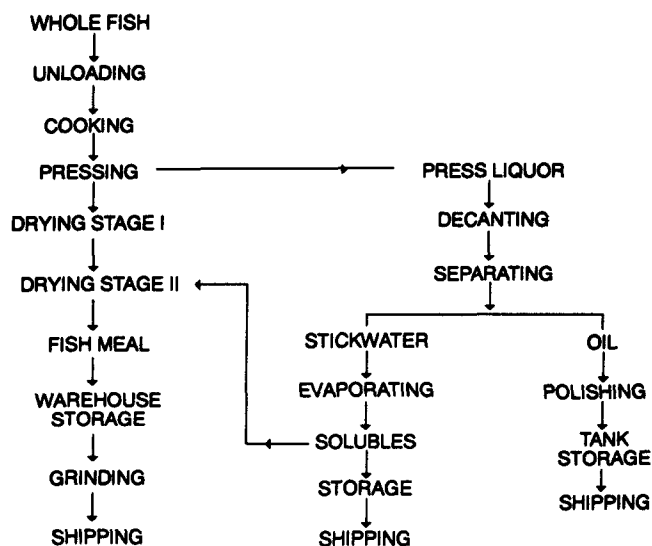 WHOLE FISH
UNLOADING
COOKING
PRESSING
DRYING STAGE I
DRYING STAGE II
FISH MEAL
WAREHOUSE
STORAGE
GRINDING
SHIPPING
PRESS LIQUOR
DECANTING
SEPARATING
STICKWATER
EVAPORATING
SOLUBLES
STORAGE
SHIPPING
OIL
POLISHING
TANK
STORAGE
SHIPPING